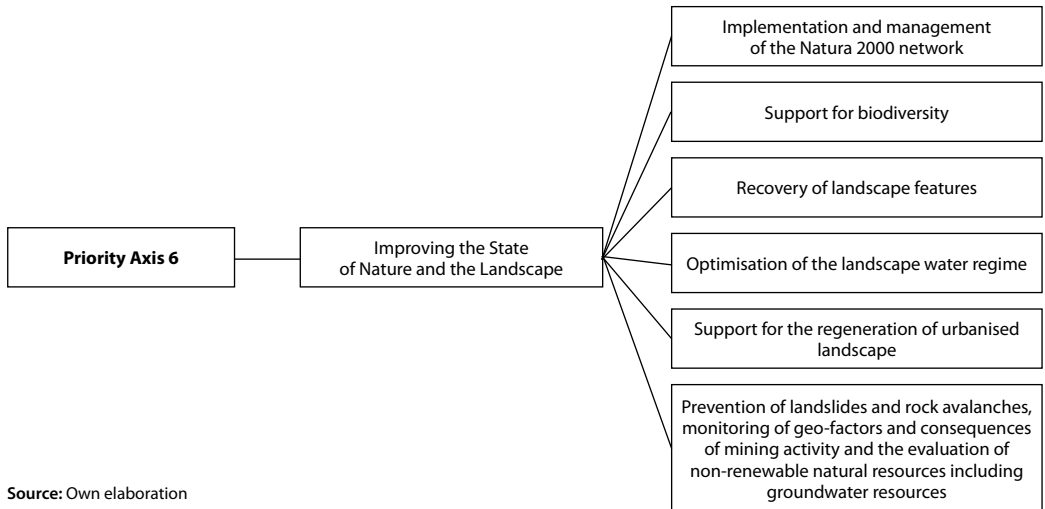 Priority Axis 6
Improving the State
of Nature and the Landscape
Implementation and management
of the Natura 2000 network
Support for biodiversity
Recovery of landscape features
Optimisation of the landscape water regime
Support for the regeneration of urbanised
landscape
Prevention of landslides and rock avalanches,
monitoring of geo-factors and consequences
of mining activity and the evaluation of
non-renewable natural resources including
groundwater resources
Source: Own elaboration